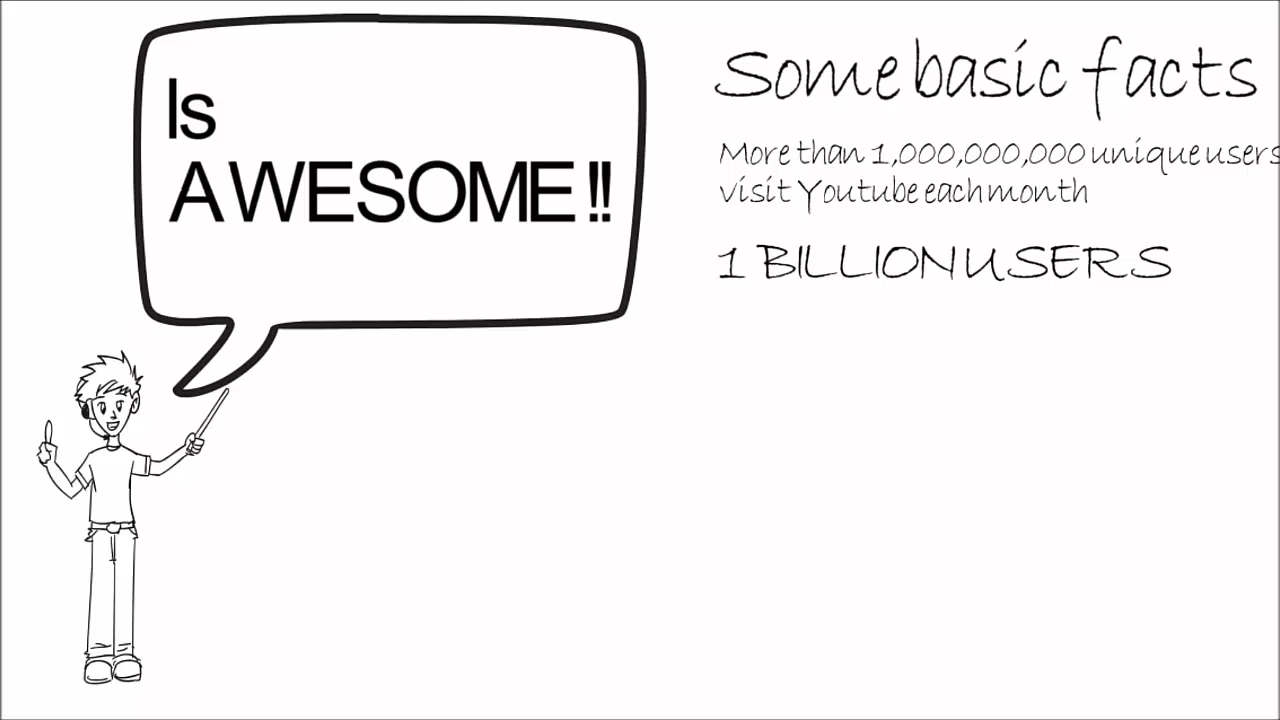 Is
AWESOME!!
Some basic facts
More than 1,000,000,000 unique users
visit Youtube each month
1 BILLION USERS